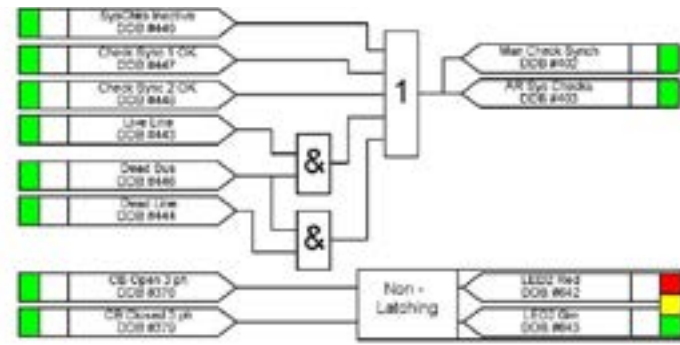 SysChks Inactive
DDB #449
Check Sync 1 OK
DDB #447
Check Sync 2 OK
DDB #448
Live Line
DDB #443
Dead Bus
DDB #446
Dead Line
DDB #444
&
&
1
Man Check Synch
DDB #402
AR Sys Checks
DDB #403
CB Open 3 ph
DDB #378
CB Closed 3 ph
DDB #379
Non -
Latching
LED2 Red
DDB #642
LED2 Grn
DDB #643